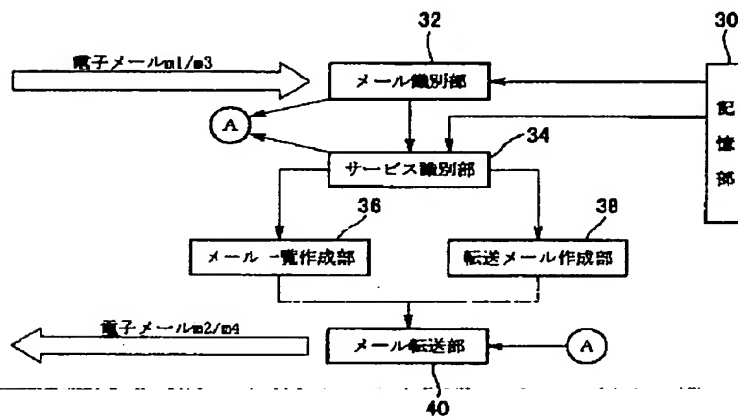 32
30
電子メールm1/m3
メール識別部
記憶部
A
34
サービス識別部
36
38
メール一覧作成部
転送メール作成部
電子メールm2/m4
メール転送部
A
40